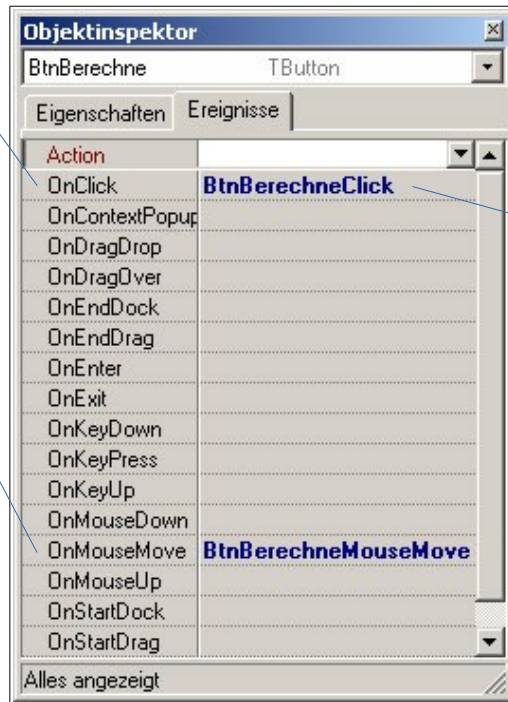 Objektinspektor
BtnBerechne TButton
Eigenschaften Ereignisse
Action
OnClick BtnBerechneClick
OnContextPopup
OnDragDrop
OnDragOver
OnEndDock
OnEndDrag
OnEnter
OnExit
OnKeyDown
OnKeyPress
OnKeyUp
OnMouseDown
OnMouseMove BtnBerechneMouseMove
OnMouseUp
OnStartDock
OnStartDrag
Alles angezeigt